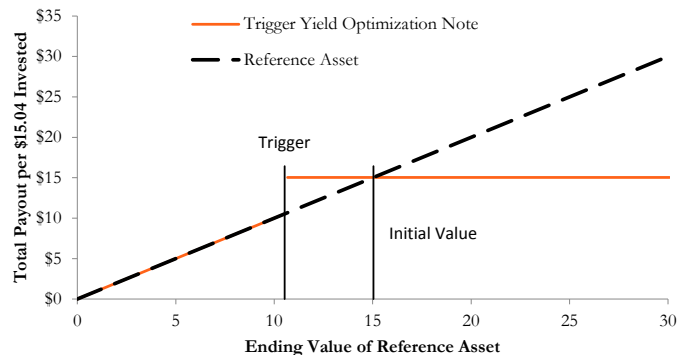 Total Payout per $15.04 Invested
$35
$30
$25
$20
$15
$10
$5
$0
Trigger Yield Optimization Note
Reference Asset
Trigger
Initial Value
0 5 10 15 20 25 30
Ending Value of Reference Asset